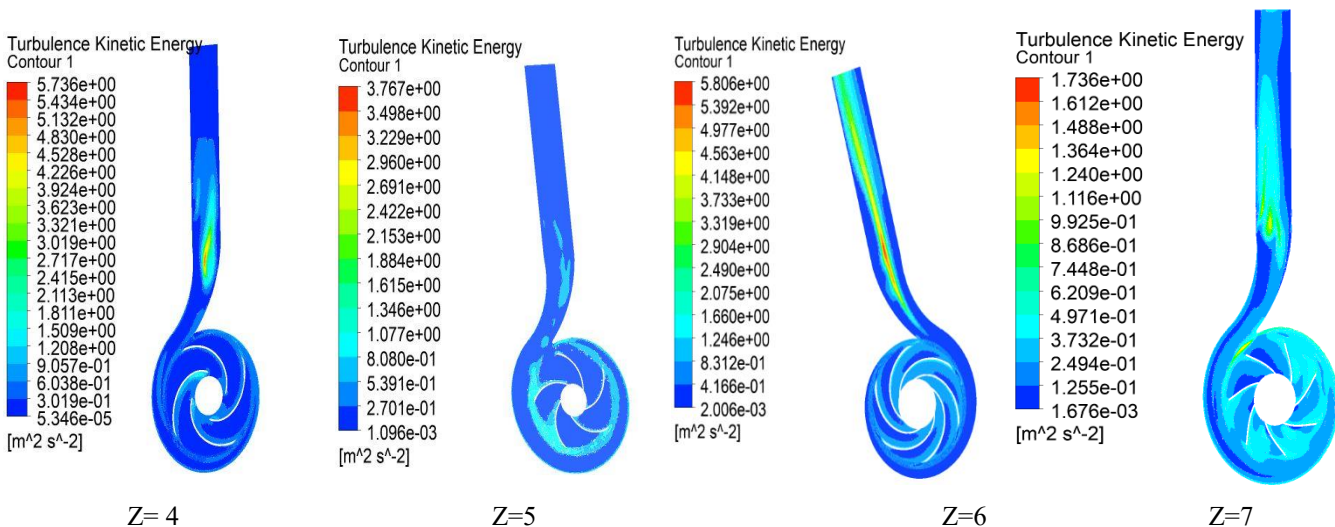 Turbulence Kinetic Energy
Contour 1
5.736e+00
5.434e+00
5.132e+00
4.830e+00
4.528e+00
4.226e+00
3.924e+00
3.623e+00
3.321e+00
3.019e+00
2.717e+00
2.415e+00
2.113e+00
1.811e+00
1.509e+00
1.208e+00
9.057e-01
6.038e-01
3.019e-01
5.346e-05
[m^2 s^-2]
Z= 4
Turbulence Kinetic Energy
Contour 1
3.767e+00
3.498e+00
3.229e+00
2.960e+00
2.691e+00
2.422e+00
2.153e+00
1.884e+00
1.615e+00
1.346e+00
1.077e+00
8.080e-01
5.391e-01
2.701e-01
1.096e-03
[m^2 s^-2]
Z=5
Turbulence Kinetic Energy
Contour 1
5.806e+00
5.392e+00
4.977e+00
4.563e+00
4.148e+00
3.733e+00
3.319e+00
2.904e+00
2.490e+00
2.075e+00
1.660e+00
1.246e+00
8.312e-01
4.166e-01
2.006e-03
[m^2 s^-2]
Z=6
Turbulence Kinetic Energy
Contour 1
1.736e+00
1.612e+00
1.488e+00
1.364e+00
1.240e+00
1.116e+00
9.925e-01
8.686e-01
7.448e-01
6.209e-01
4.971e-01
3.732e-01
2.494e-01
1.255e-01
1.676e-03
[m^2 s^-2]
Z=7